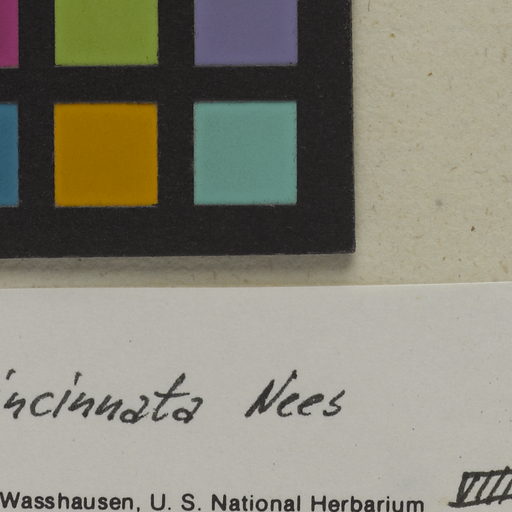 incinnata Nees
Wasshausen, U. S. National Herbarium